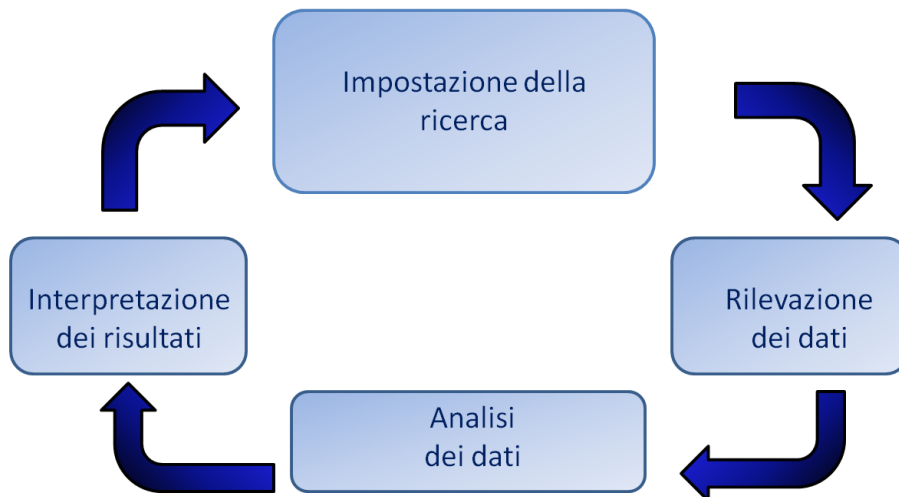 Impostazione della
ricerca
Interpretazione
dei risultati
Rilevazione
dei dati
Analisi
dei dati